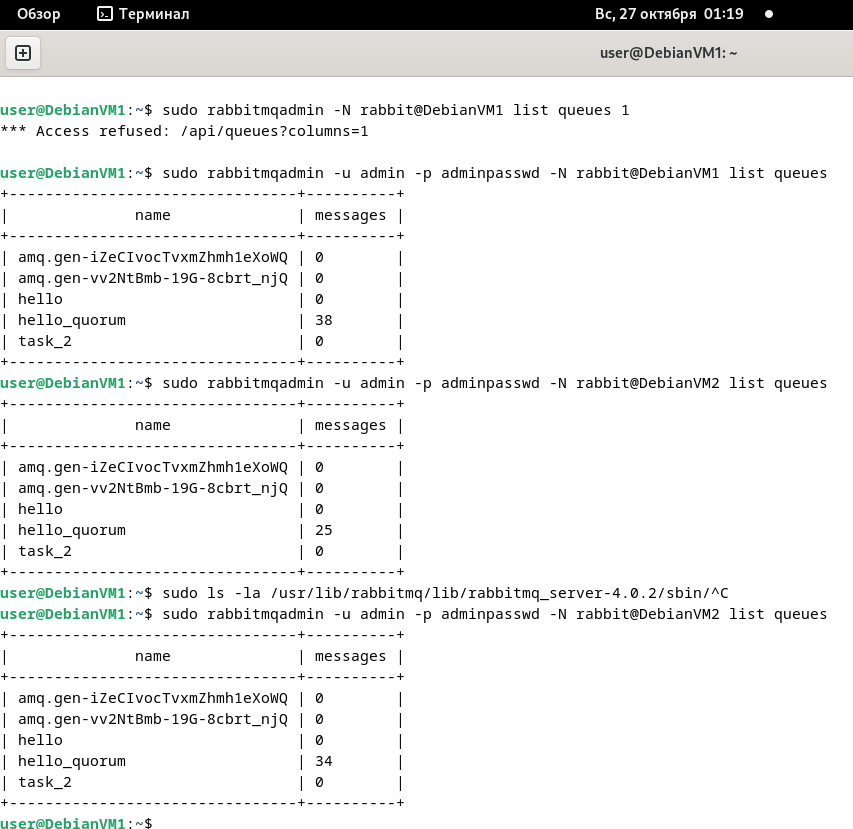 Обзор Терминал Вс, 27 октября 01:19
user@DebianVM1: ~
user@DebianVM1:~$ sudo rabbitmqadmin -N rabbit@DebianVM1 list queues 1
*** Access refused: /api/queues?columns=1
user@DebianVM1:~$ sudo rabbitmqadmin -u admin -p adminpasswd -N rabbit@DebianVM1 list queues
+--------------------------------+----------+
| name | messages |
+--------------------------------+----------+
| amq.gen-iZeCIvocTvxmZhmh1eXoWQ | 0 |
| amq.gen-vv2NtBmb-19G-8cbrt_njQ | 0 |
| hello | 0 |
| hello_quorum | 38 |
| task_2 | 0 |
+--------------------------------+----------+
user@DebianVM1:~$ sudo rabbitmqadmin -u admin -p adminpasswd -N rabbit@DebianVM2 list queues
+--------------------------------+----------+
| name | messages |
+--------------------------------+----------+
| amq.gen-iZeCIvocTvxmZhmh1eXoWQ | 0 |
| amq.gen-vv2NtBmb-19G-8cbrt_njQ | 0 |
| hello | 0 |
| hello_quorum | 25 |
| task_2 | 0 |
+--------------------------------+----------+
user@DebianVM1:~$ sudo ls -la /usr/lib/rabbitmq/lib/rabbitmq_server-4.0.2/sbin/^C
user@DebianVM1:~$ sudo rabbitmqadmin -u admin -p adminpasswd -N rabbit@DebianVM2 list queues
+--------------------------------+----------+
| name | messages |
+--------------------------------+----------+
| amq.gen-iZeCIvocTvxmZhmh1eXoWQ | 0 |
| amq.gen-vv2NtBmb-19G-8cbrt_njQ | 0 |
| hello | 0 |
| hello_quorum | 34 |
| task_2 | 0 |
+--------------------------------+----------+
user@DebianVM1:~$